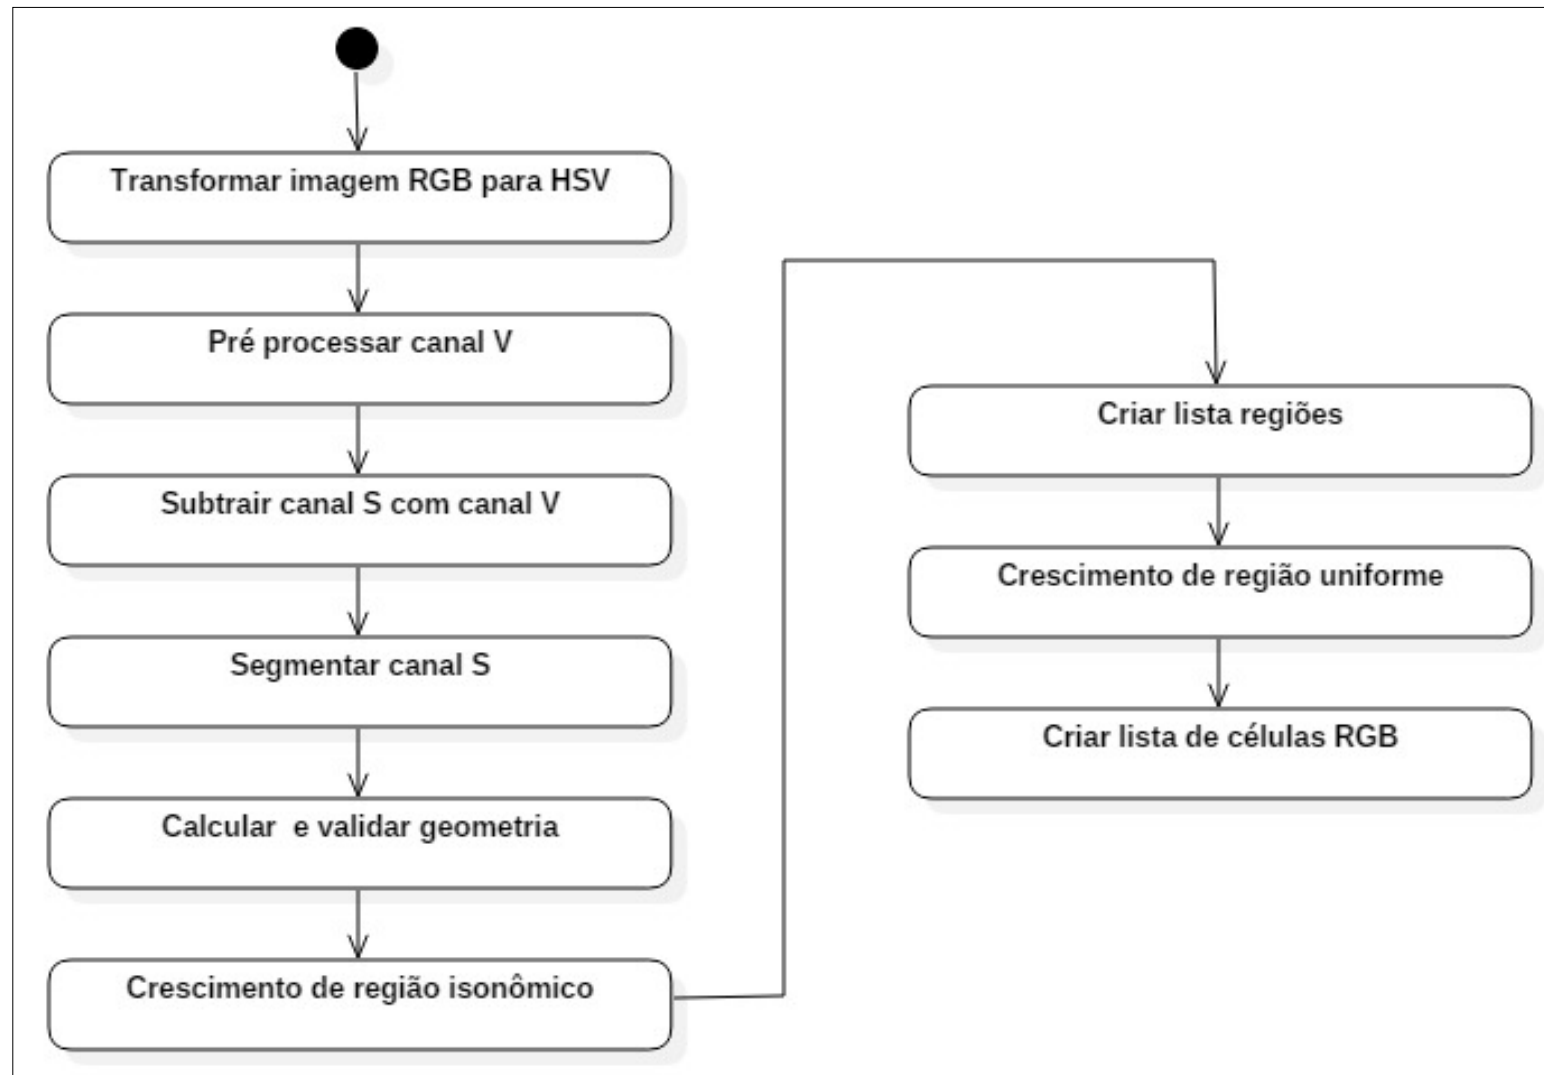 Transformar imagem RGB para HSV
Pré processar canal V
Subtrair canal S com canal V
Segmentar canal S
Calcular  e validar geometria
Crescimento de região isonômico
Criar lista regiões
Crescimento de região uniforme
Criar lista de células RGB